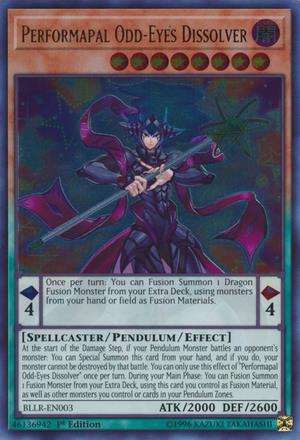 PERFORMAPAL ODD-EYES DISSOLVER
Once per turn: You can Fusion Summon 1 Dragon
Fusion Monster from your Extra Deck, using monsters
from your hand or field as Fusion Materials.
4
4
[SPELLCASTER/PENDULUM/EFFECT]
At the start of the Damage Step, if your Pendulum Monster battles an opponent's
monster: You can Special Summon this card from your hand, and if you do, your
monster cannot be destroyed by that battle. You can only use this effect of "Performapal
Odd-Eyes Dissolver" once per turn. During your Main Phase: You can Fusion Summon
1 Fusion Monster from your Extra Deck, using this card you control as Fusion Material,
as well as other monsters you control or cards in your Pendulum Zones.
BLLR-EN003
ATK/2000
DEF/2600
46136942
1st Edition
©1996 KAZUKI TAKAHASHI